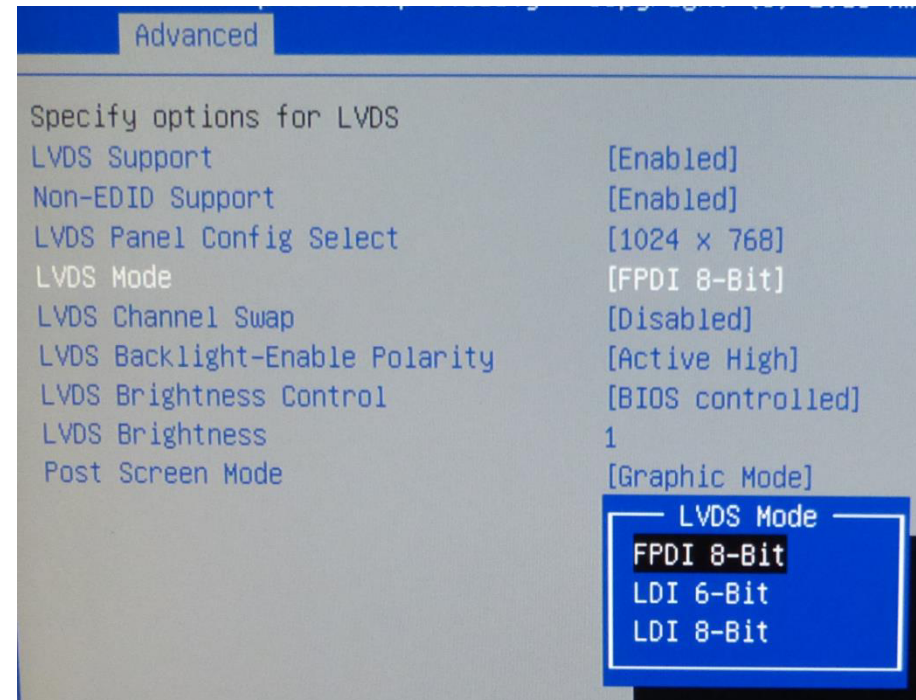 Advanced
Specify options for LVDS
LVDS Support [Enabled]
Non-EDID Support [Enabled]
LVDS Panel Config Select [1024 x 768]
LVDS Mode [FPDI 8-Bit]
LVDS Channel Swap [Disabled]
LVDS Backlight-Enable Polarity [Active High]
LVDS Brightness Control [BIOS controlled]
LVDS Brightness 1
Post Screen Mode [Graphic Mode]
LVDS Mode
FPDI 8-Bit
LDI 6-Bit
LDI 8-Bit